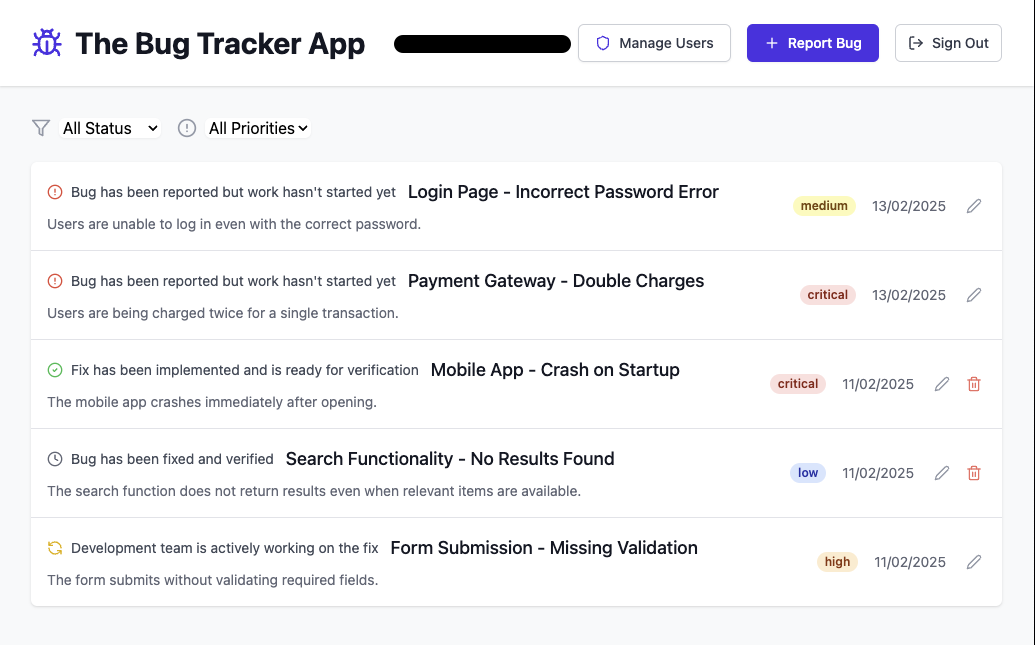 The Bug Tracker App
Manage Users
Report Bug
Sign Out
All Status
All Priorities
Bug has been reported but work hasn't started yet Login Page - Incorrect Password Error
medium 13/02/2025
Users are unable to log in even with the correct password.
Bug has been reported but work hasn't started yet Payment Gateway - Double Charges
critical 13/02/2025
Users are being charged twice for a single transaction.
Fix has been implemented and is ready for verification Mobile App - Crash on Startup
critical 11/02/2025
The mobile app crashes immediately after opening.
Bug has been fixed and verified Search Functionality - No Results Found
low 11/02/2025
The search function does not return results even when relevant items are available.
Development team is actively working on the fix Form Submission - Missing Validation
high 11/02/2025
The form submits without validating required fields.